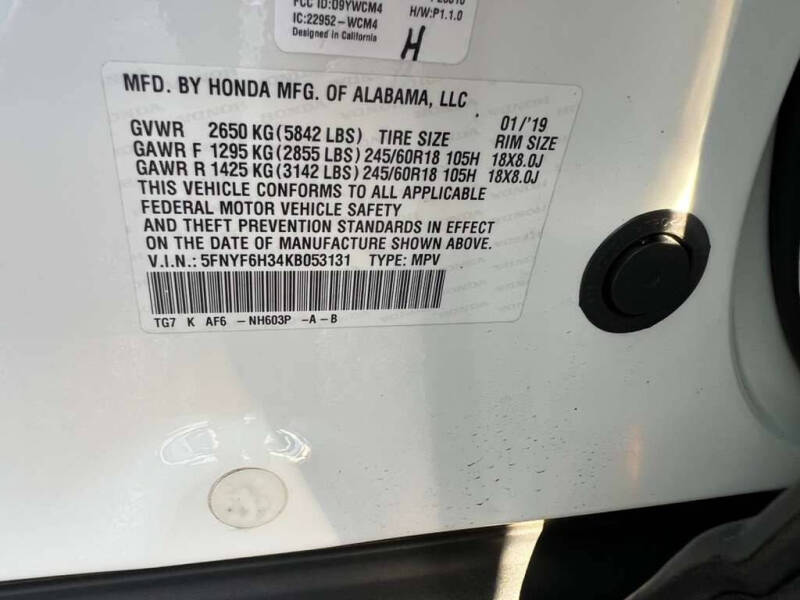 FCC ID:D9YWCM4
IC:22952-WCM4
Designed in California
H/W:P1.1.0
H
MFD. BY HONDA MFG. OF ALABAMA, LLC
01/'19
GVWR 2650 KG(5842 LBS) TIRE SIZE RIM SIZE
GAWR F 1295 KG(2855 LBS) 245/60R18 105H 18X8.0J
GAWR R 1425 KG(3142 LBS) 245/60R18 105H 18X8.0J
THIS VEHICLE CONFORMS TO ALL APPLICABLE
FEDERAL MOTOR VEHICLE SAFETY
AND THEFT PREVENTION STANDARDS IN EFFECT
ON THE DATE OF MANUFACTURE SHOWN ABOVE.
V.I.N.: 5FNYF6H34KB053131 TYPE: MPV
TG7 K AF6 -NH603P -A-B